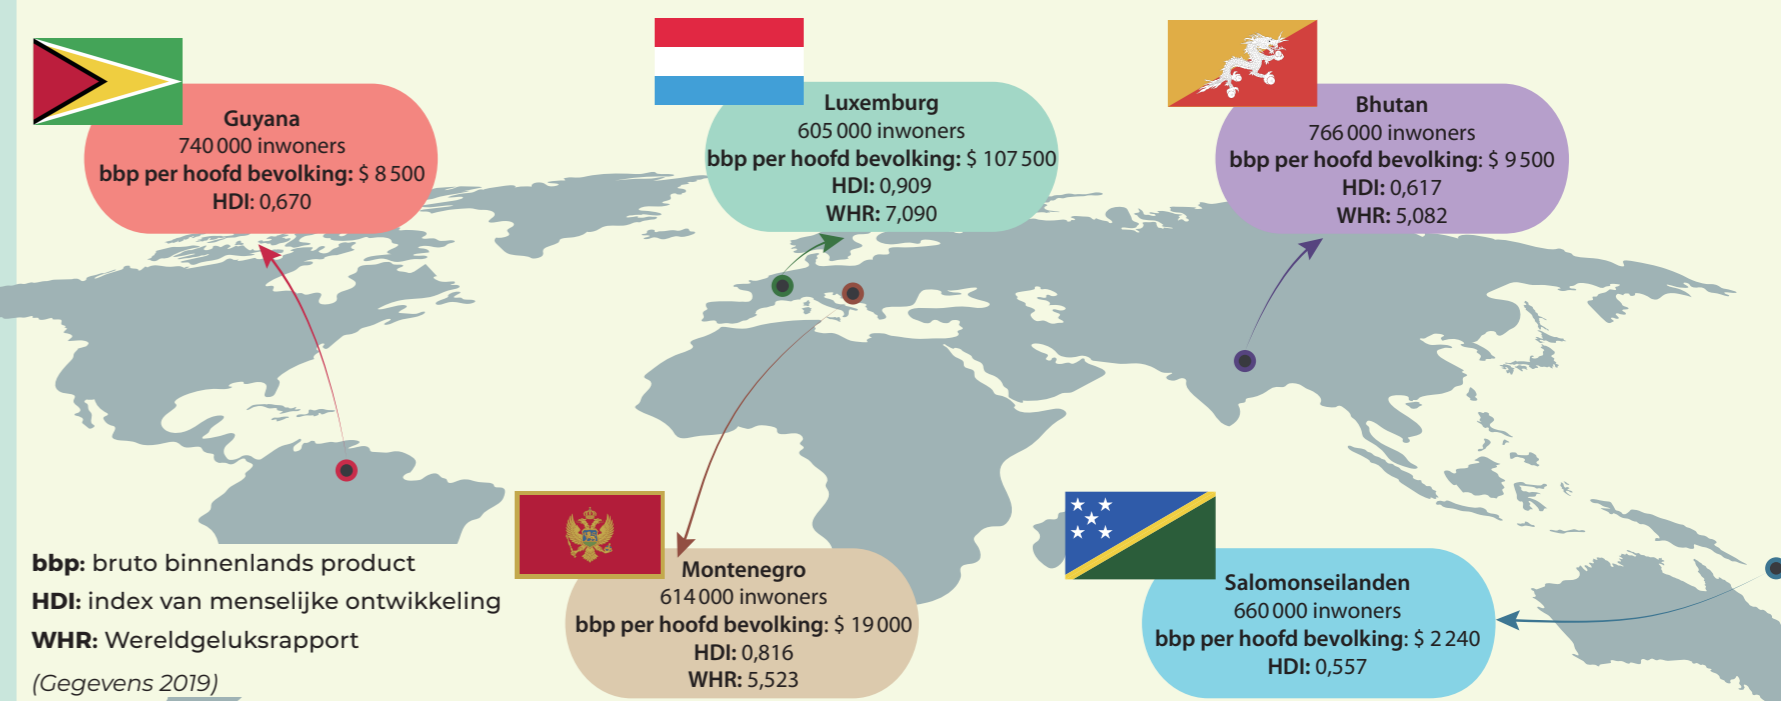 Guyana
740 000 inwoners
bbp per hoofd bevolking: $ 8 500
HDI: 0,670
Luxemburg
605 000 inwoners
bbp per hoofd bevolking: $ 107 500
HDI: 0,909
WHR: 7,090
Bhutan
766 000 inwoners
bbp per hoofd bevolking: $ 9 500
HDI: 0,617
WHR: 5,082
Montenegro
614 000 inwoners
bbp per hoofd bevolking: $ 19 000
HDI: 0,816
WHR: 5,523
Salomonseilanden
660 000 inwoners
bbp per hoofd bevolking: $ 2 240
HDI: 0,557
bbp: bruto binnenlands product
HDI: index van menselijke ontwikkeling
WHR: Wereldgeluksrapport
(Gegevens 2019)